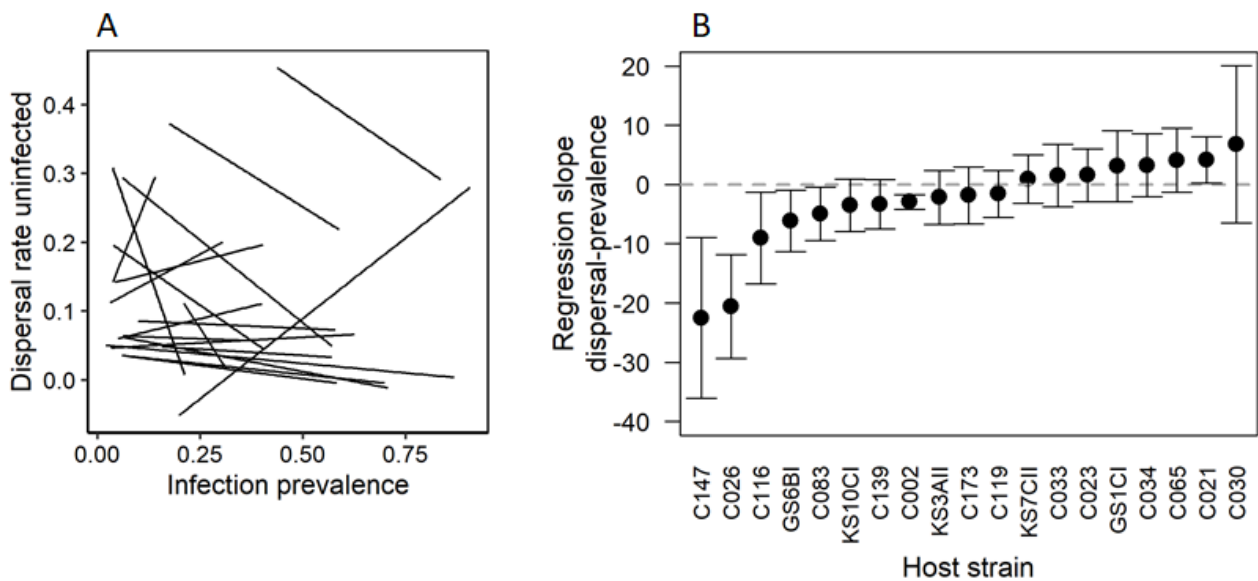 A
Dispersal rate uninfected
0.4
0.3
0.2
0.1
0.0
0.00 0.25 0.50 0.75
Infection prevalence
B
Regression slope
dispersal-prevalence
20
10
0
-10
-20
-30
-40
C147 C026 C116 GS6BI C083 KS10CI C139 C002 KS3AII C173 C119 KS7CII C033 C023 GS1CI C034 C065 C021 C030
Host strain